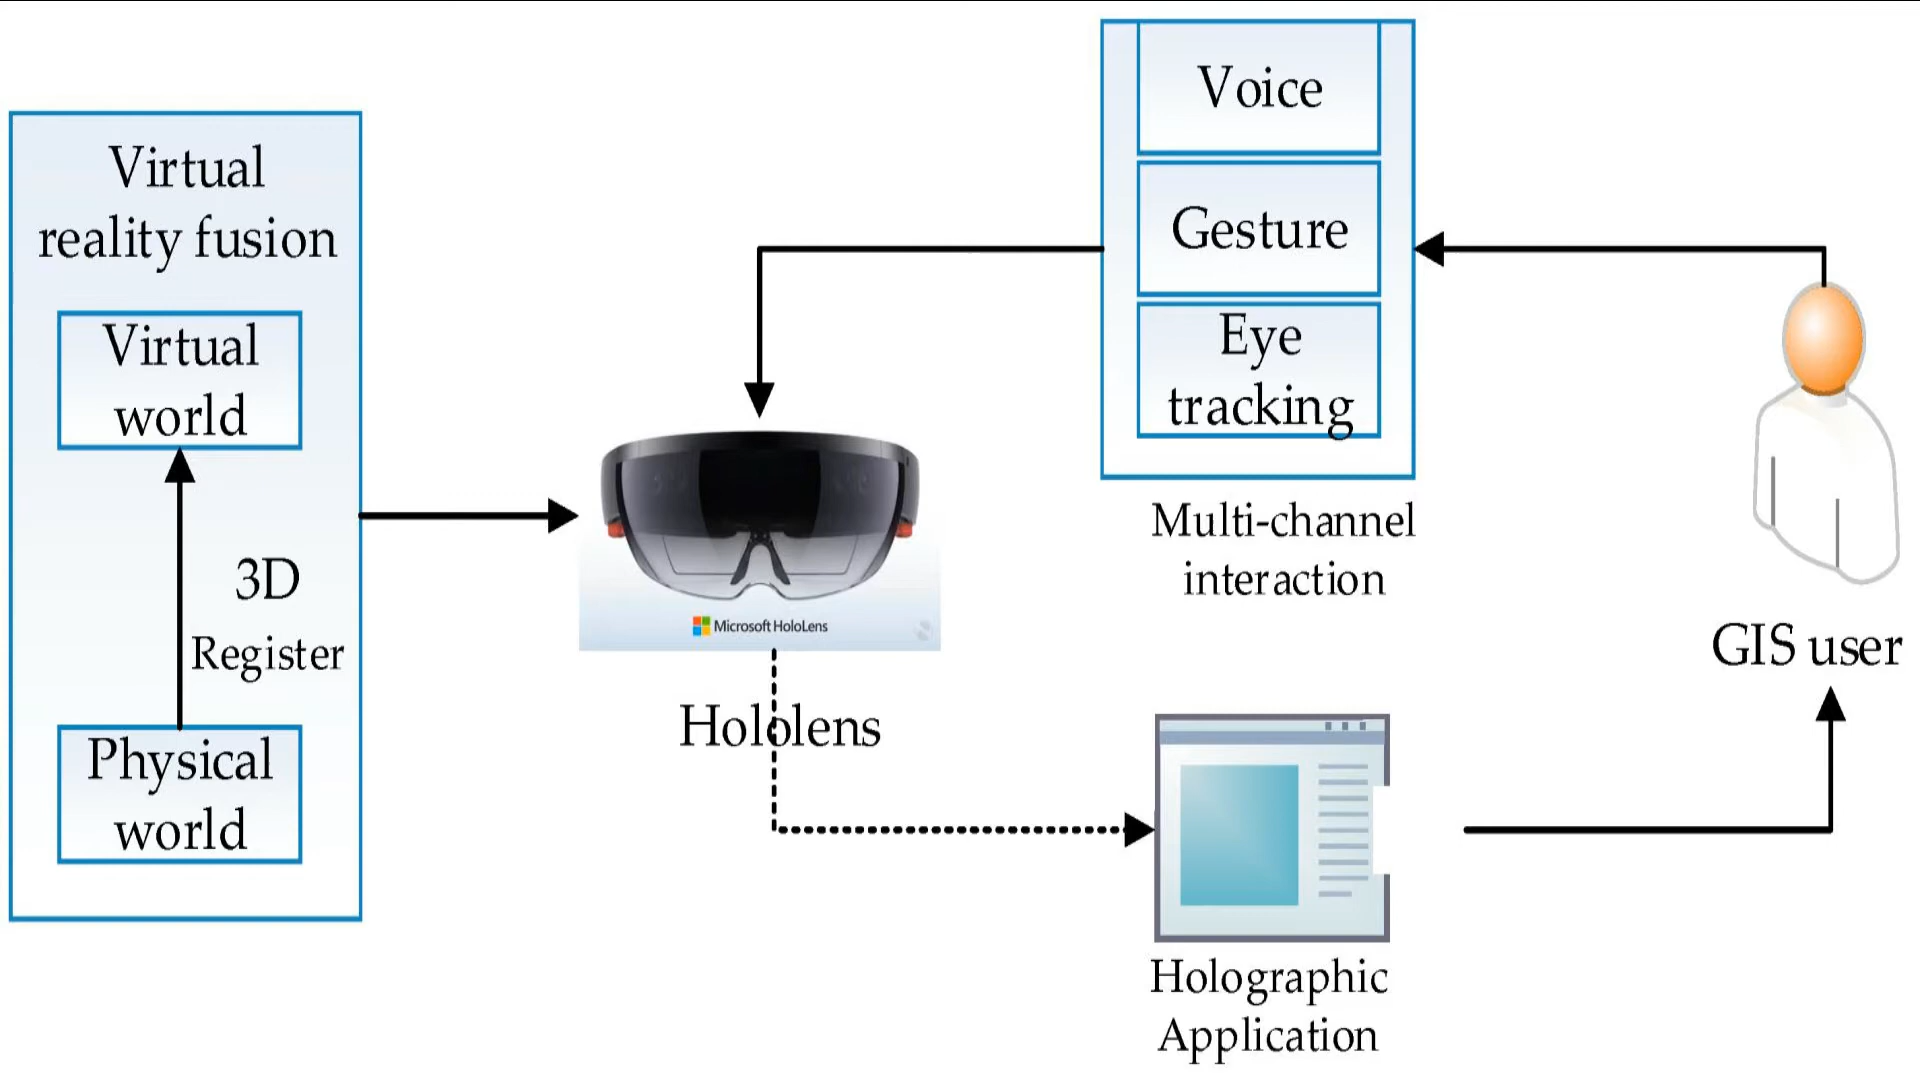 Virtual
reality fusion
Virtual
world
3D
Register
Physical
world
Microsoft HoloLens
Hololens
Voice
Gesture
Eye
tracking
Multi-channel
interaction
GIS user
Holographic
Application